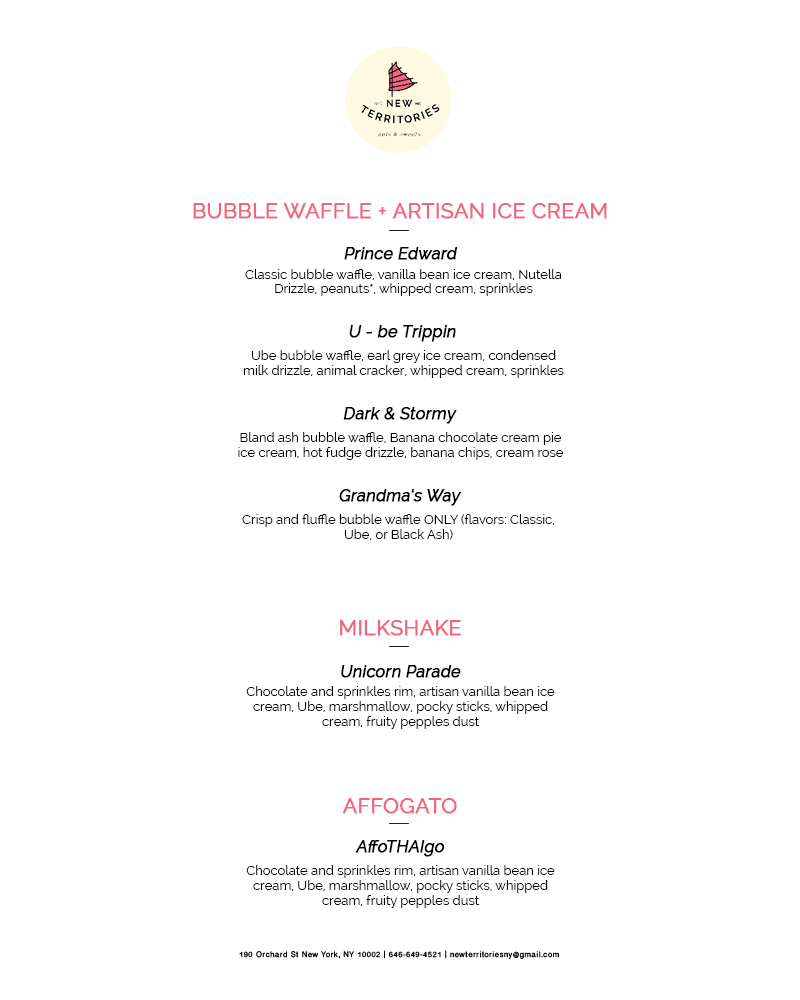 NEW
TERRITORIES
eats & sweets
BUBBLE WAFFLE + ARTISAN ICE CREAM
Prince Edward
Classic bubble waffle, vanilla bean ice cream, Nutella
Drizzle, peanuts*, whipped cream, sprinkles
U - be Trippin
Ube bubble waffle, earl grey ice cream, condensed
milk drizzle, animal cracker, whipped cream, sprinkles
Dark & Stormy
Bland ash bubble waffle, Banana chocolate cream pie
ice cream, hot fudge drizzle, banana chips, cream rose
Grandma's Way
Crisp and fluffle bubble waffle ONLY (flavors: Classic,
Ube, or Black Ash)
MILKSHAKE
Unicorn Parade
Chocolate and sprinkles rim, artisan vanilla bean ice
cream, Ube, marshmallow, pocky sticks, whipped
cream, fruity pepples dust
AFFOGATO
AffoTHAIgo
Chocolate and sprinkles rim, artisan vanilla bean ice
cream, Ube, marshmallow, pocky sticks, whipped
cream, fruity pepples dust
190 Orchard St New York, NY 10002 | 646-649-4521 | newterritoriesny@gmail.com